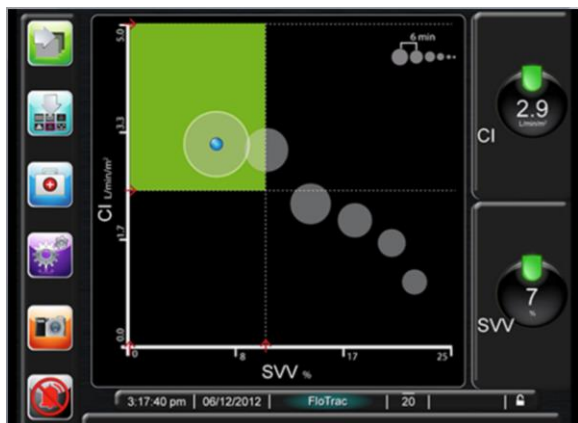 5.0
6 min
3.3
CI L/min/m²
1.7
0.0
0
8
17
25
SVV %
2.9
L/min/m²
CI
7
%
SVV
3:17:40 pm | 06/12/2012 | FloTrac | 20 |